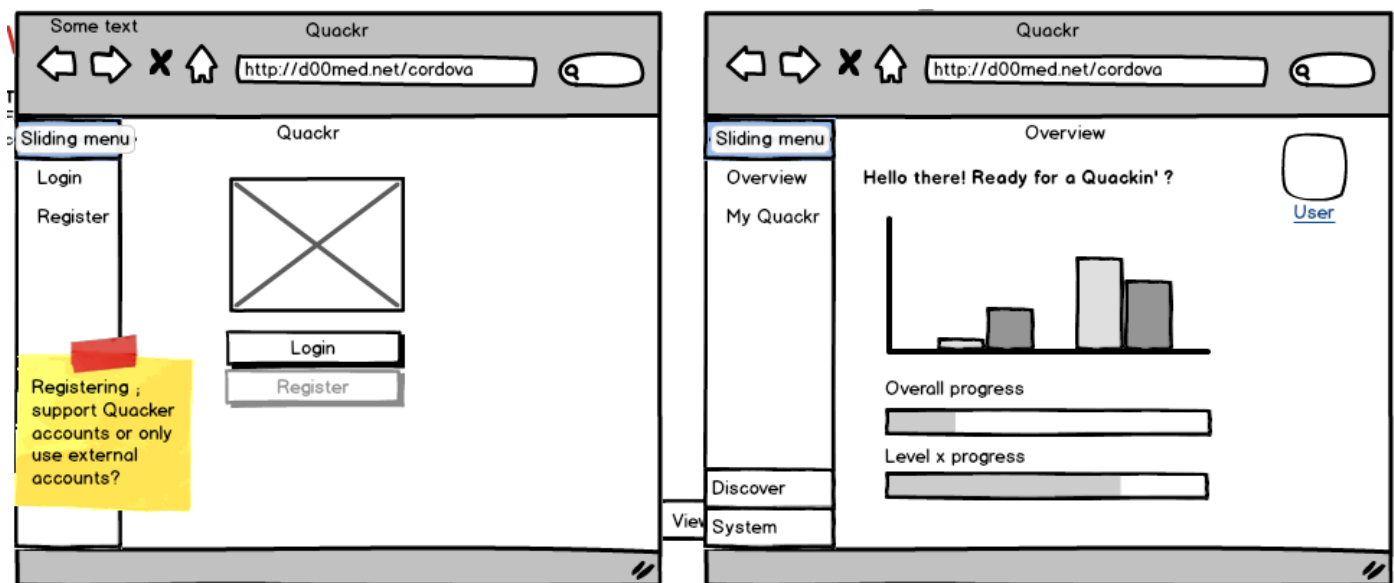 Some text
Quackr
http://d00med.net/cordova
Sliding menu
Quackr
Login
Register
Login
Register
Registering ;
support Quacker
accounts or only
use external
accounts?
Quackr
http://d00med.net/cordova
Sliding menu
Overview
Overview
My Quackr
Hello there! Ready for a Quackin' ?
User
Overall progress
Level x progress
Discover
System